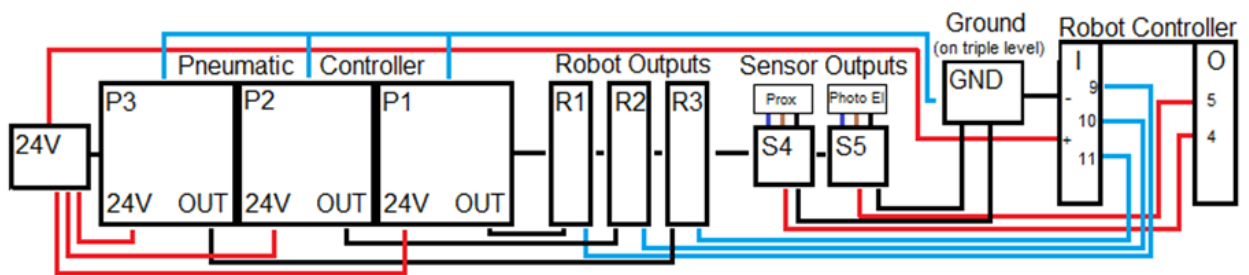 Ground
(on triple level)
Robot Controller
Pneumatic Controller
Robot Outputs
Sensor Outputs
24V
P3
P2
P1
R1
R2
R3
Prox
Photo El
S4
S5
GND
I
O
-
+
9
10
11
5
4
24V OUT
24V OUT
24V OUT